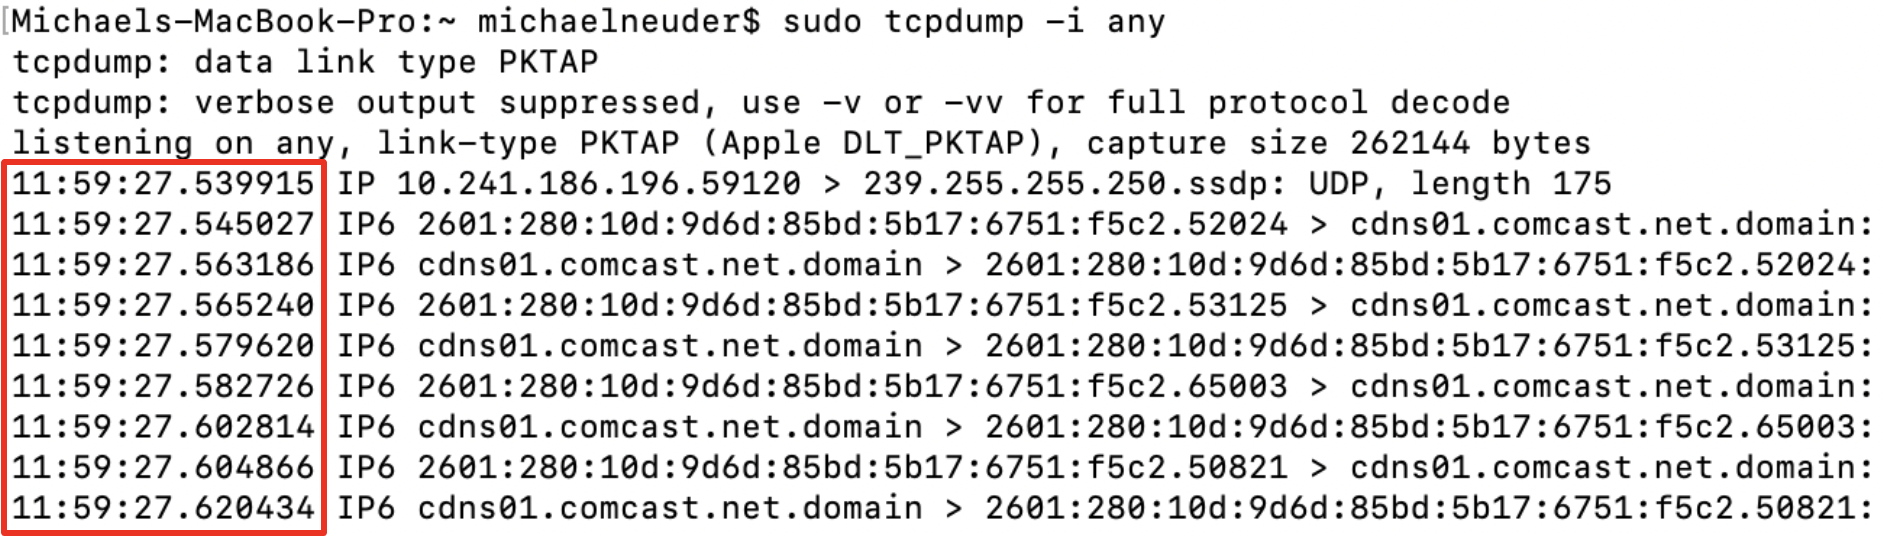 [Michaels-MacBook-Pro:~ michaelneuder$ sudo tcpdump -i any
tcpdump: data link type PKTAP
tcpdump: verbose output suppressed, use -v or -vv for full protocol decode
listening on any, link-type PKTAP (Apple DLT_PKTAP), capture size 262144 bytes
11:59:27.539915 IP 10.241.186.196.59120 > 239.255.255.250.ssdp: UDP, length 175
11:59:27.545027 IP6 2601:280:10d:9d6d:85bd:5b17:6751:f5c2.52024 > cdns01.comcast.net.domain:
11:59:27.563186 IP6 cdns01.comcast.net.domain > 2601:280:10d:9d6d:85bd:5b17:6751:f5c2.52024:
11:59:27.565240 IP6 2601:280:10d:9d6d:85bd:5b17:6751:f5c2.53125 > cdns01.comcast.net.domain:
11:59:27.579620 IP6 cdns01.comcast.net.domain > 2601:280:10d:9d6d:85bd:5b17:6751:f5c2.53125:
11:59:27.582726 IP6 2601:280:10d:9d6d:85bd:5b17:6751:f5c2.65003 > cdns01.comcast.net.domain:
11:59:27.602814 IP6 cdns01.comcast.net.domain > 2601:280:10d:9d6d:85bd:5b17:6751:f5c2.65003:
11:59:27.604866 IP6 2601:280:10d:9d6d:85bd:5b17:6751:f5c2.50821 > cdns01.comcast.net.domain:
11:59:27.620434 IP6 cdns01.comcast.net.domain > 2601:280:10d:9d6d:85bd:5b17:6751:f5c2.50821: